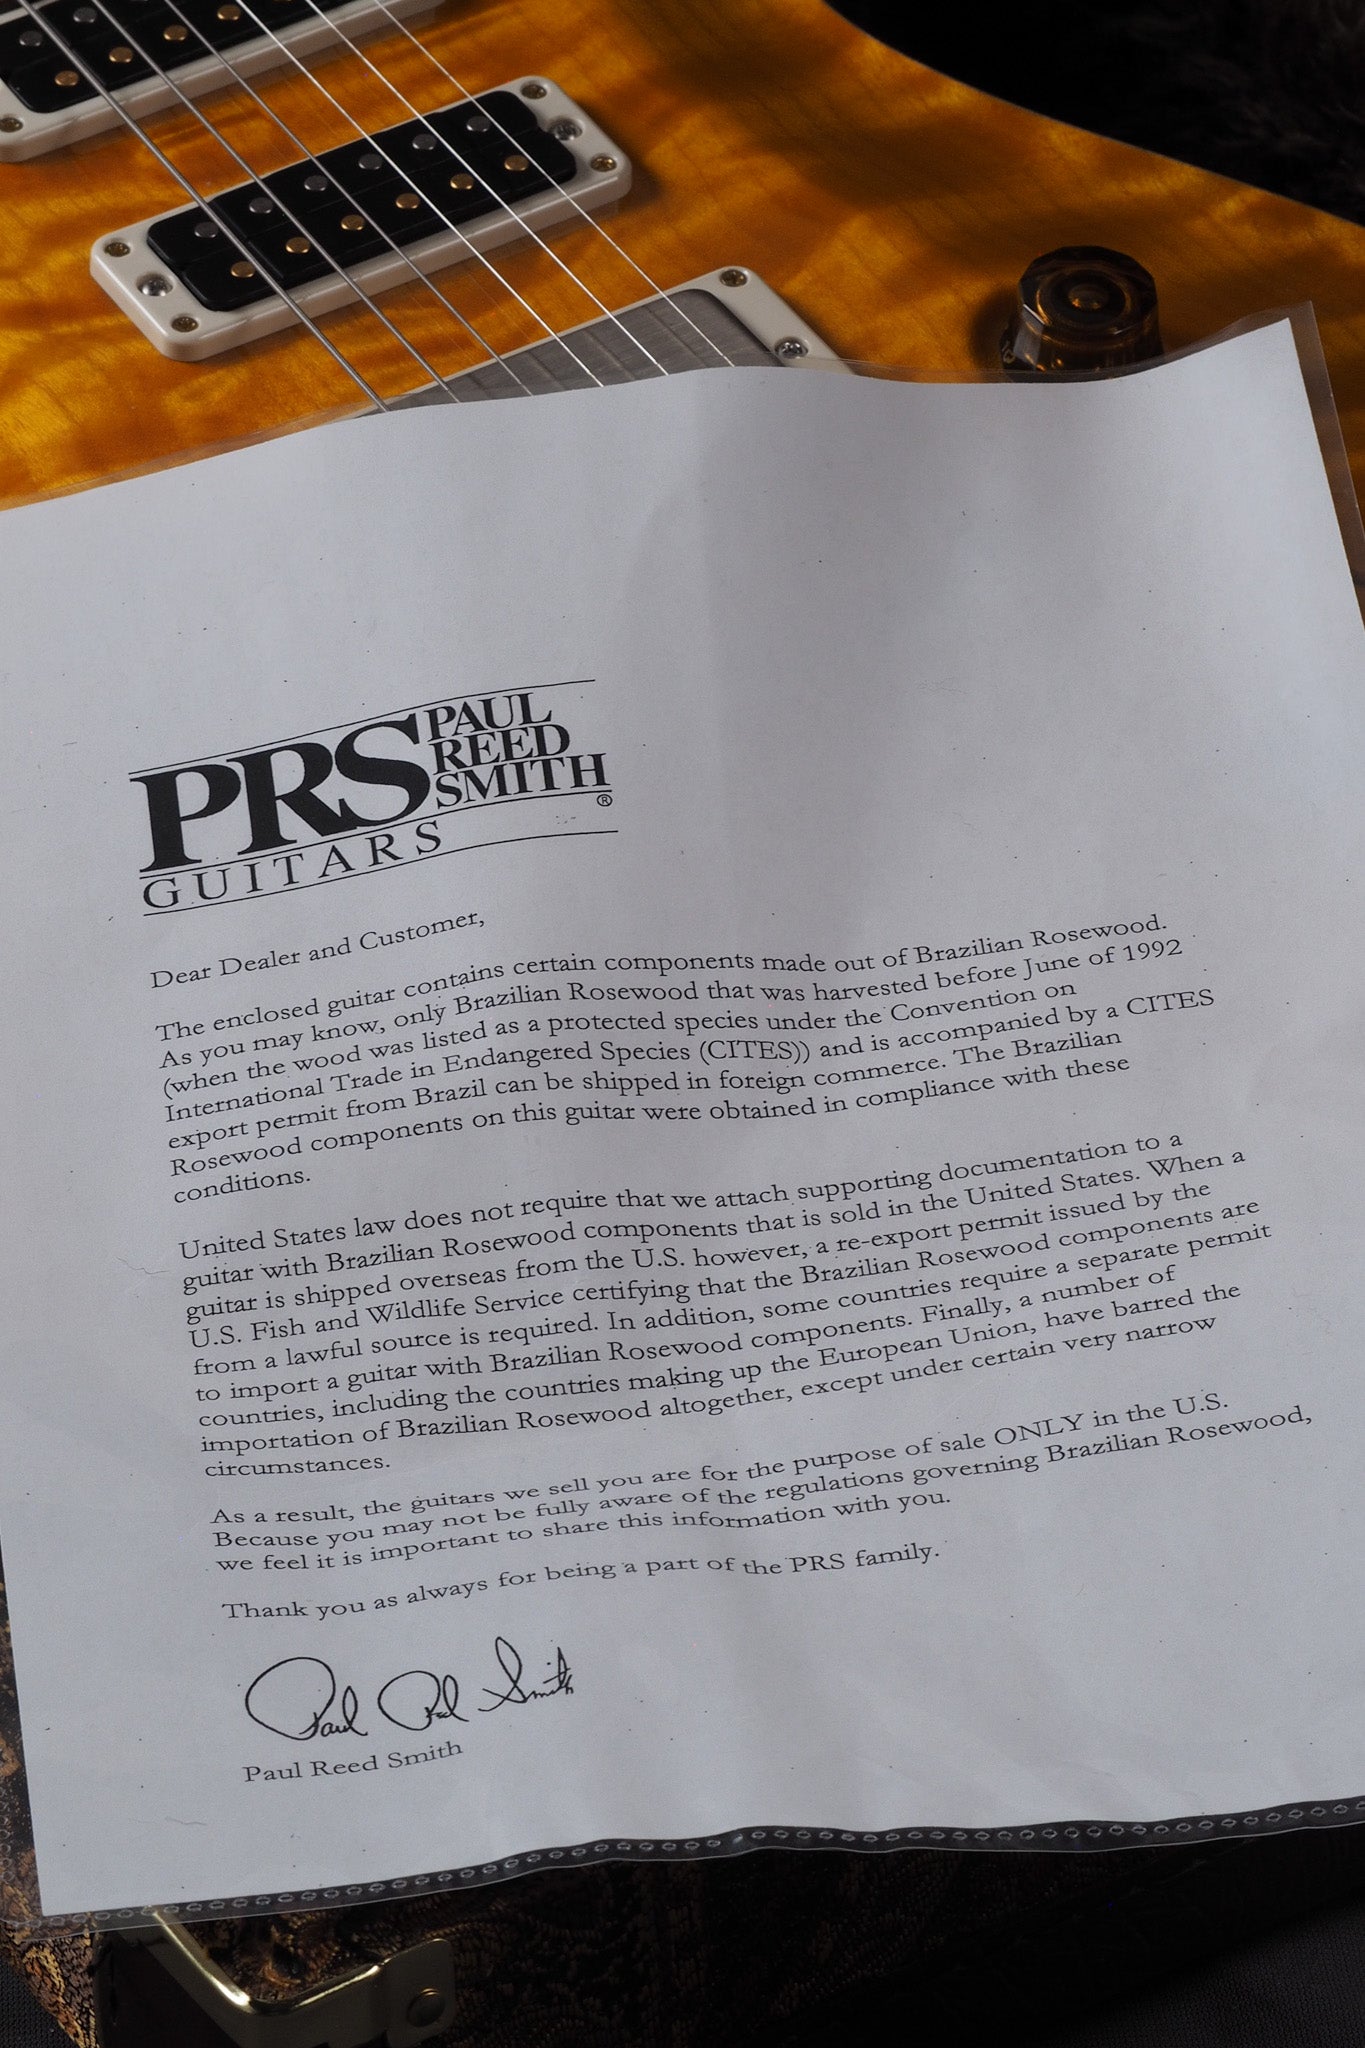 PRS PAUL
REED
SMITH®
GUITARS
Dear Dealer and Customer,
The enclosed guitar contains certain components made out of Brazilian Rosewood.
As you may know, only Brazilian Rosewood that was harvested before June of 1992
(when the wood was listed as a protected species under the Convention on
International Trade in Endangered Species (CITES)) and is accompanied by a CITES
export permit from Brazil can be shipped in foreign commerce. The Brazilian
Rosewood components on this guitar were obtained in compliance with these
conditions.
United States law does not require that we attach supporting documentation to a
guitar with Brazilian Rosewood components that is sold in the United States. When a
guitar is shipped overseas from the U.S. however, a re-export permit issued by the
U.S. Fish and Wildlife Service certifying that the Brazilian Rosewood components are
from a lawful source is required. In addition, some countries require a separate permit
to import a guitar with Brazilian Rosewood components. Finally, a number of
countries, including the countries making up the European Union, have barred the
importation of Brazilian Rosewood altogether, except under certain very narrow
circumstances.
As a result, the guitars we sell you are for the purpose of sale ONLY in the U.S.
Because you may not be fully aware of the regulations governing Brazilian Rosewood,
we feel it is important to share this information with you.
Thank you as always for being a part of the PRS family.
Paul Reed Smith
Paul Reed Smith